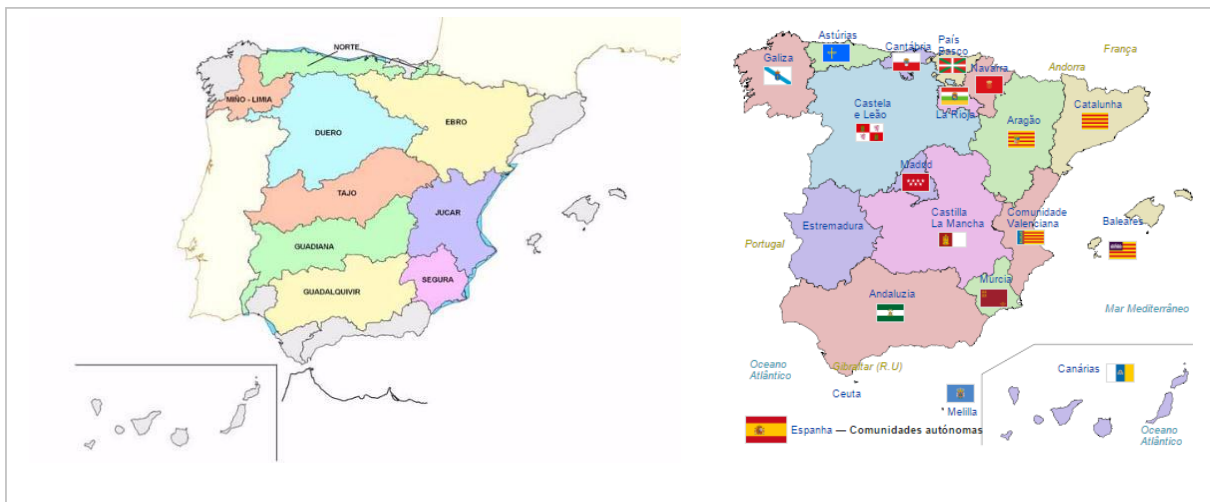 NORTE
MIÑO - LIMIA
DUERO
EBRO
TAJO
JUCAR
GUADIANA
SEGURA
GUADALQUIVIR
Astúrias
Cantábria
País
Basco
França
Galiza
Navarra
Andorra
Castela
e Leão
La Rioja
Aragão
Catalunha
Madrid
Estremadura
Castilla
La Mancha
Comunidade
Valenciana
Baleares
Portugal
Múrcia
Andaluzia
Mar Mediterrâneo
Oceano
Atlântico
Gibraltar (R.U)
Canárias
Ceuta
* Melilla
Espanha — Comunidades autónomas
Oceano
Atlântico